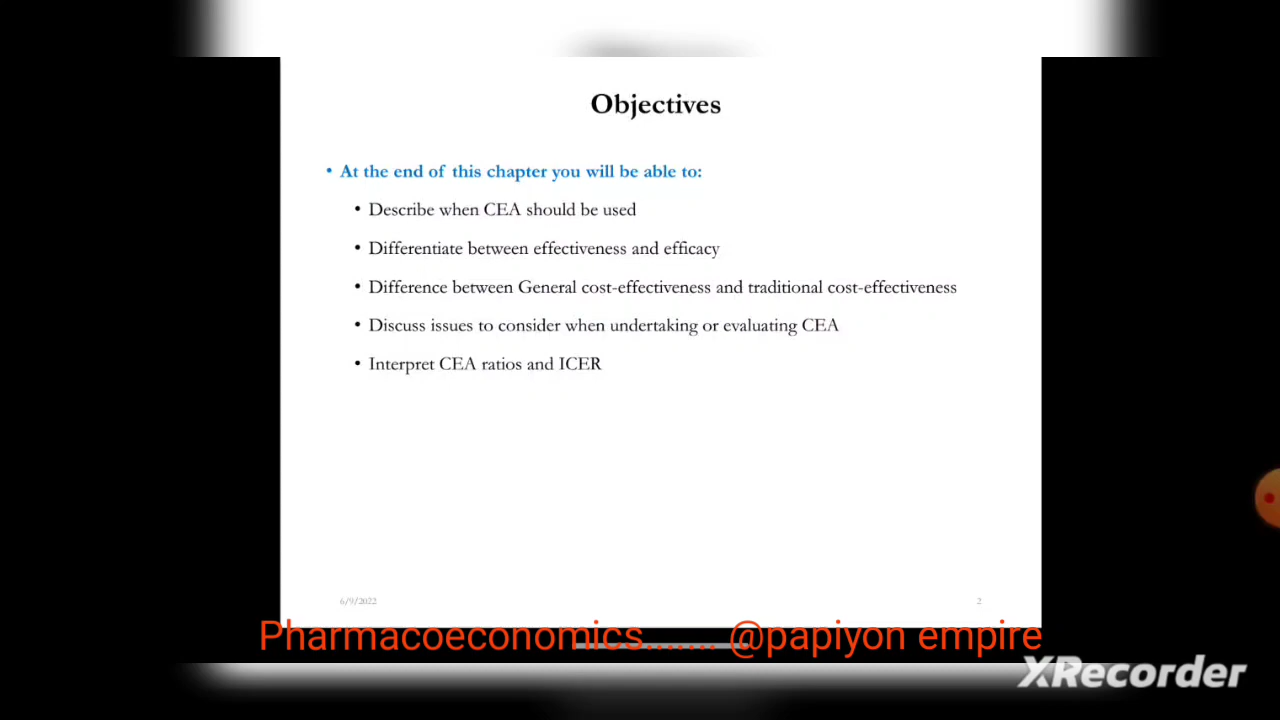 Objectives
• At the end of this chapter you will be able to:
• Describe when CEA should be used
• Differentiate between effectiveness and efficacy
• Difference between General cost-effectiveness and traditional cost-effectiveness
• Discuss issues to consider when undertaking or evaluating CEA
• Interpret CEA ratios and ICER
6/9/2022
2
Pharmacoeconomics....... @papiyon empire
XRecorder